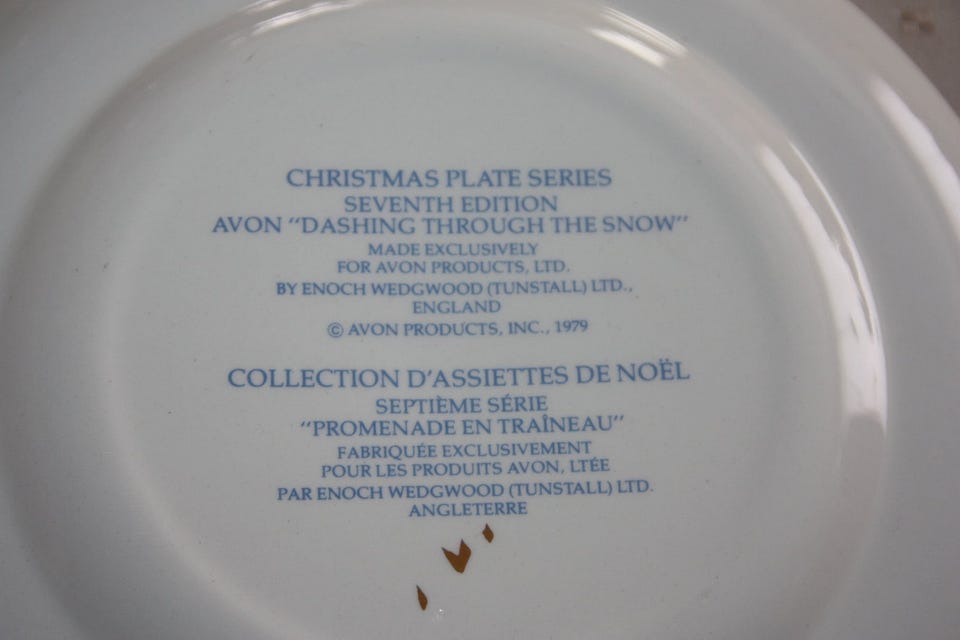 CHRISTMAS PLATE SERIES
SEVENTH EDITION
AVON "DASHING THROUGH THE SNOW"
MADE EXCLUSIVELY
FOR AVON PRODUCTS, LTD.
BY ENOCH WEDGWOOD (TUNSTALL) LTD.,
ENGLAND
© AVON PRODUCTS, INC., 1979
COLLECTION D'ASSIETTES DE NOËL
SEPTIÈME SÉRIE
"PROMENADE EN TRAÎNEAU"
FABRIQUÉE EXCLUSIVEMENT
POUR LES PRODUITS AVON, LTÉE
PAR ENOCH WEDGWOOD (TUNSTALL) LTD.
ANGLETERRE